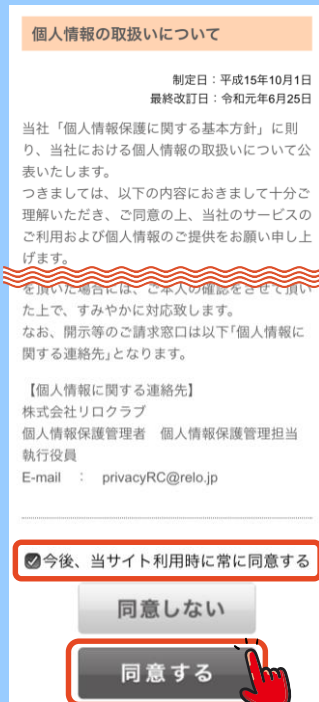 個人情報の取扱いについて
制定日：平成15年10月1日
最終改訂日：令和元年6月25日
当社「個人情報保護に関する基本方針」に則
り、当社における個人情報の取扱いについて公
表いたします。
つきましては、以下の内容におきまして十分ご
理解いただき、ご同意の上、当社のサービスの
ご利用および個人情報のご提供をお願い申し上
げます。
を頂いた場合には、ご本人の確認をさせて頂い
た上で、すみやかに対応致します。
なお、開示等のご請求窓口は以下「個人情報に
関する連絡先」となります。
【個人情報に関する連絡先】
株式会社リロクラブ
個人情報保護管理者　個人情報保護管理担当
執行役員
E-mail　：　privacyRC@relo.jp
今後、当サイト利用時に常に同意する
同意しない
同意する